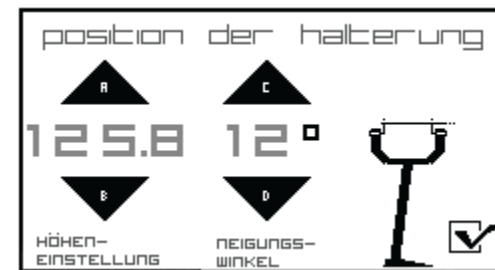 position der halterung
A C
125.8 12°
B D
HÖHEN-
EINSTELLUNG
NEIGUNGS-
WINKEL